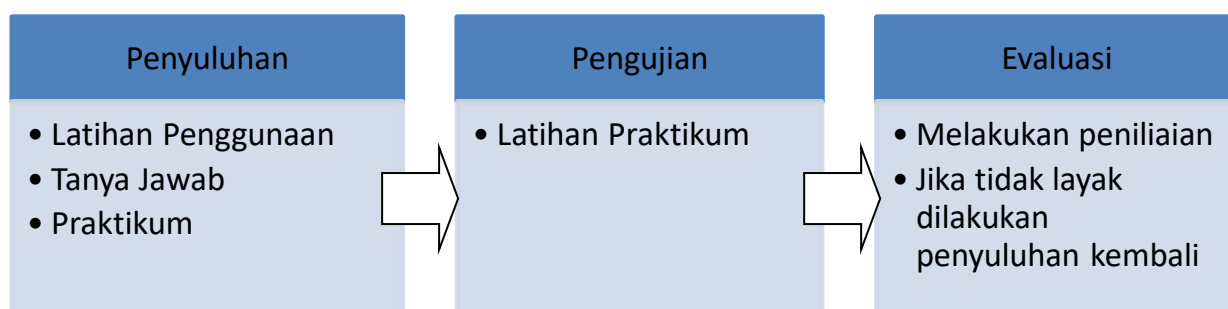 Penyuluhan
• Latihan Penggunaan
• Tanya Jawab
• Praktikum
Pengujian
• Latihan Praktikum
Evaluasi
• Melakukan peniliaian
• Jika tidak layak
dilakukan
penyuluhan kembali